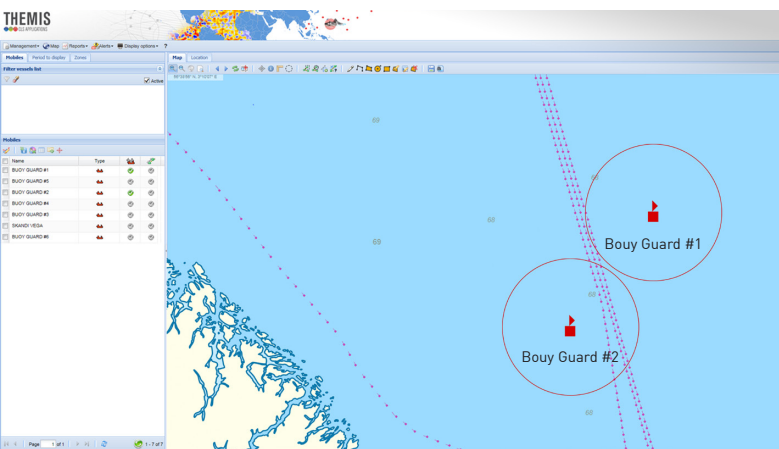 THEMIS
CLS APPLICATIONS
Management Map Reports Alerts Display options ?
Mobiles Period to display Zones
Map Location
Filter vessels list
Active
Mobiles
Name Type
BUOY GUARD #1
BUOY GUARD #5
BUOY GUARD #2
BUOY GUARD #4
BUOY GUARD #3
SKANDI VEGA
BUOY GUARD #6
69
68
68
69
68
68
Bouy Guard #1
Bouy Guard #2
Page 1 of 1
1 - 7 of 7